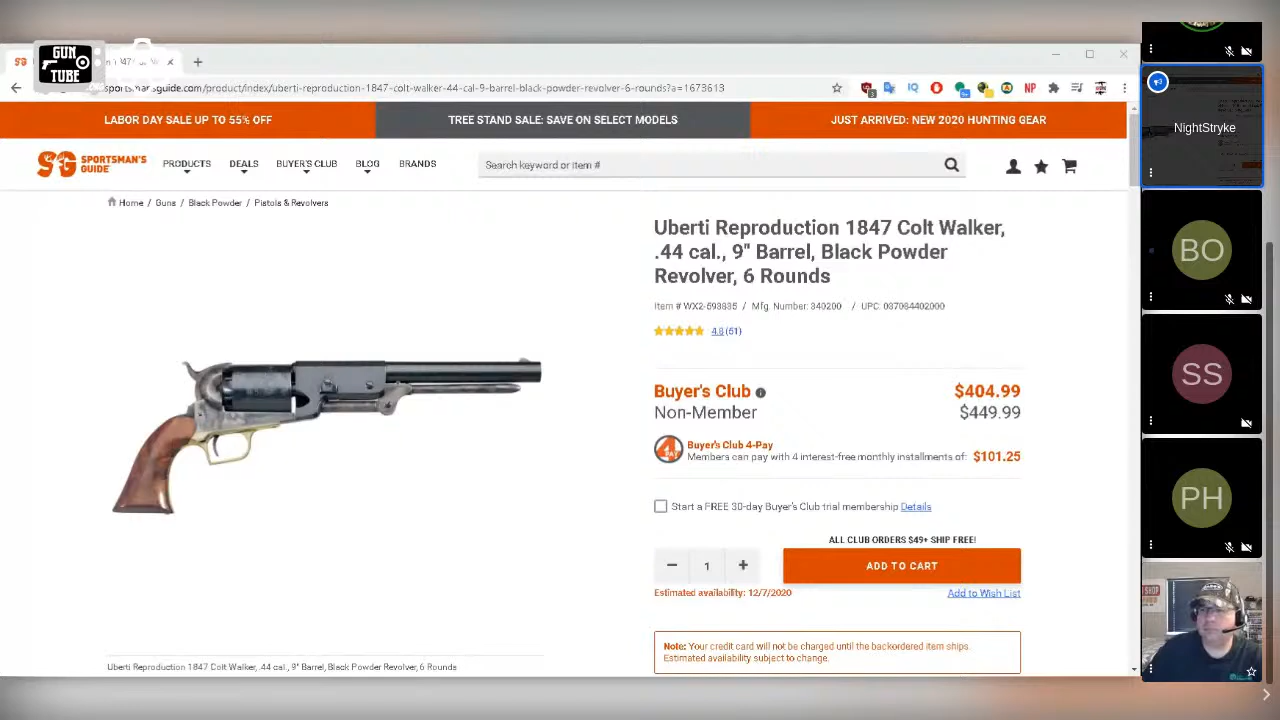 GUN
TUBE
sportsmansguide.com/product/index/uberti-reproduction-1847-colt-walker-44-cal-9-barrel-black-powder-revolver-6-rounds?a=1673613
LABOR DAY SALE UP TO 55% OFF
TREE STAND SALE: SAVE ON SELECT MODELS
JUST ARRIVED: NEW 2020 HUNTING GEAR
SG SPORTSMAN'S
GUIDE
PRODUCTS
DEALS
BUYER'S CLUB
BLOG
BRANDS
Search keyword or item #
Home / Guns / Black Powder / Pistols & Revolvers
Uberti Reproduction 1847 Colt Walker,
.44 cal., 9" Barrel, Black Powder
Revolver, 6 Rounds
Item # WX2-593835 / Mfg. Number: 340200 / UPC: 037084402000
4.8 (51)
Buyer's Club $404.99
Non-Member $449.99
4 PAY
Buyer's Club 4-Pay
Members can pay with 4 interest-free monthly installments of: $101.25
Start a FREE 30-day Buyer's Club trial membership Details
ALL CLUB ORDERS $49+ SHIP FREE!
1
ADD TO CART
Estimated availability: 12/7/2020
Add to Wish List
Note: Your credit card will not be charged until the backordered item ships.
Estimated availability subject to change.
Uberti Reproduction 1847 Colt Walker, .44 cal., 9" Barrel, Black Powder Revolver, 6 Rounds
NightStryke
BO
SS
PH